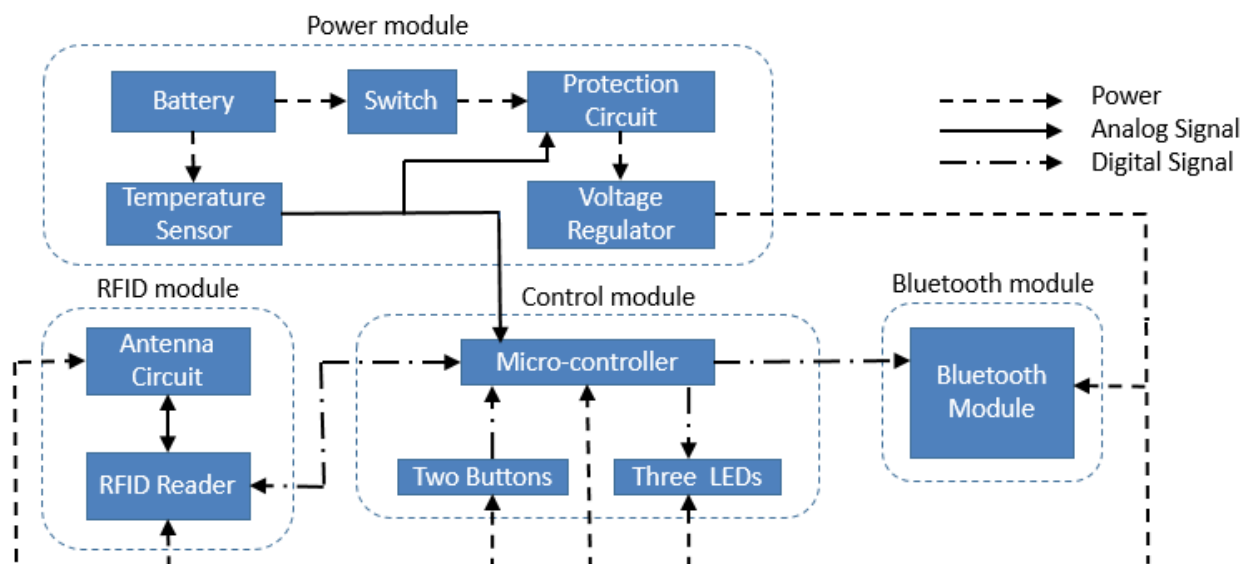 Power module
Battery
Switch
Protection
Circuit
Power
Analog Signal
Digital Signal
Temperature
Sensor
Voltage
Regulator
RFID module
Control module
Bluetooth module
Antenna
Circuit
Micro-controller
Bluetooth
Module
RFID Reader
Two Buttons
Three LEDs